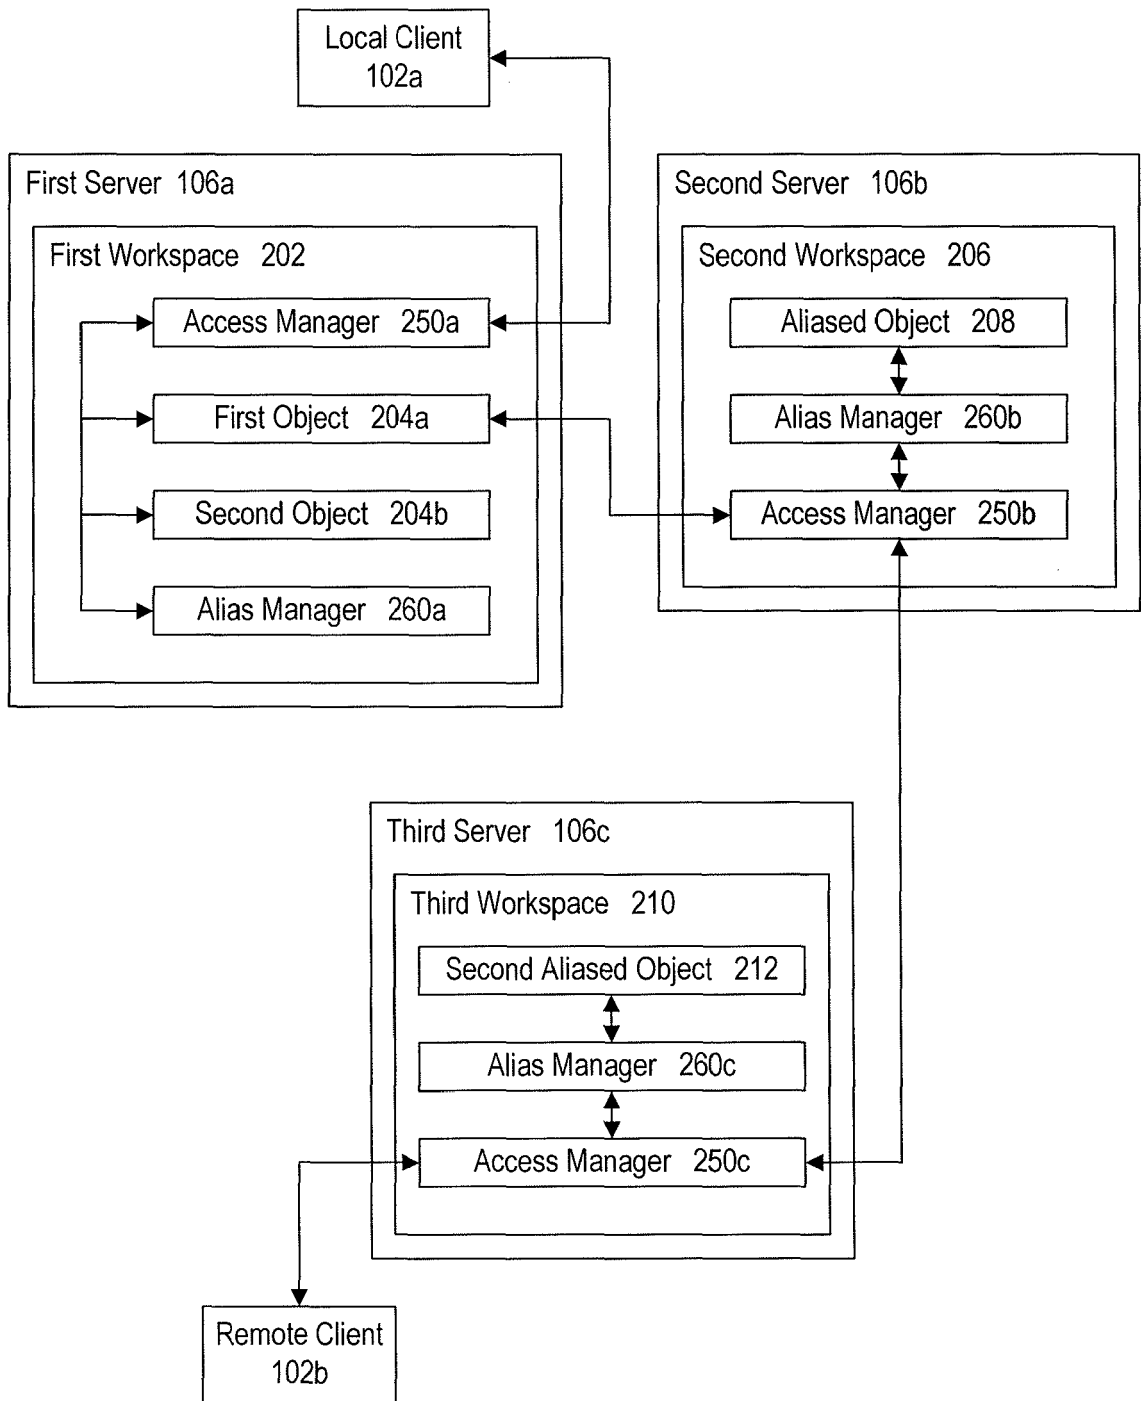 Local Client
102a
First Server 106a
First Workspace 202
Access Manager 250a
First Object 204a
Second Object 204b
Alias Manager 260a
Second Server 106b
Second Workspace 206
Aliased Object 208
Alias Manager 260b
Access Manager 250b
Third Server 106c
Third Workspace 210
Second Aliased Object 212
Alias Manager 260c
Access Manager 250c
Remote Client
102b